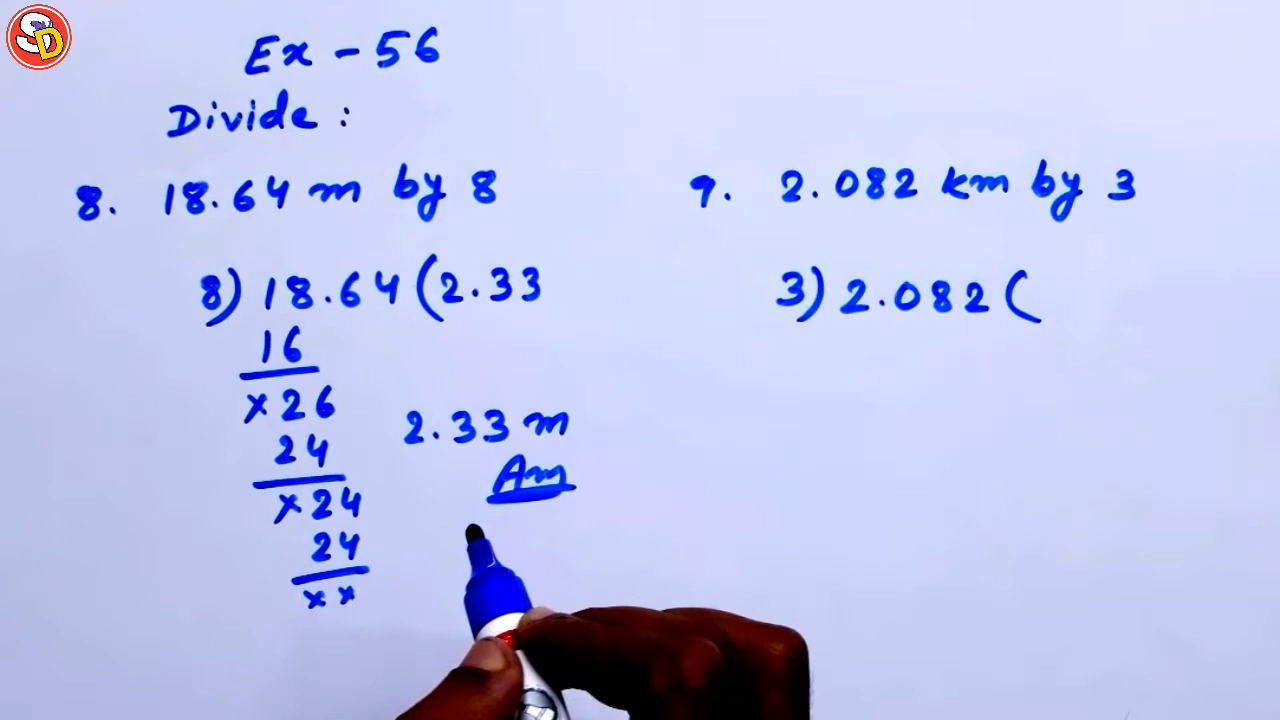 SD
Ex - 56
Divide :
8. 18.64 m by 8
8) 18.64 (2.33
16
x 26
24
x 24
24
x x
2.33 m
Ans
9. 2.082 km by 3
3) 2.082 (